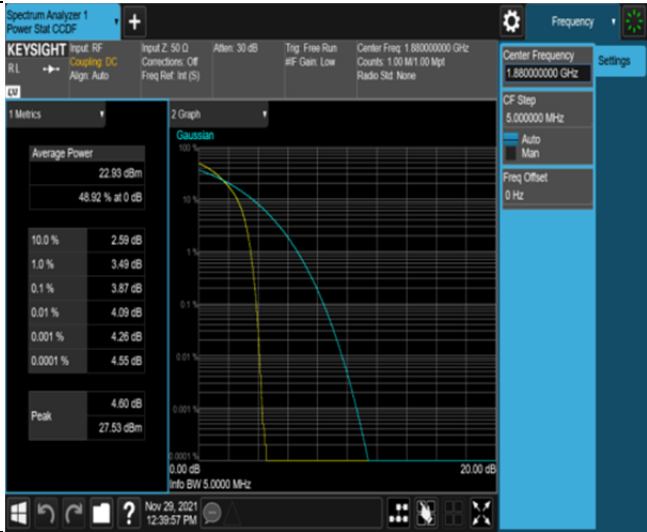 Spectrum Analyzer 1
Power Stat CCDF
Frequency
KEYSIGHT
RL
LV
Input: RF
Coupling: DC
Align: Auto
Input Z: 50 Ω
Corrections: Off
Freq Ref: Int (S)
Atten: 30 dB
Trig: Free Run
#IF Gain: Low
Center Freq: 1.880000000 GHz
Counts: 1.00 M/1.00 Mpt
Radio Std: None
Center Frequency
1.880000000 GHz
Settings
CF Step
5.000000 MHz
Auto
Man
Freq Offset
0 Hz
1 Metrics
Average Power
22.93 dBm
48.92 % at 0 dB
10.0 % 2.59 dB
1.0 % 3.49 dB
0.1 % 3.87 dB
0.01 % 4.09 dB
0.001 % 4.26 dB
0.0001 % 4.55 dB
Peak
4.60 dB
27.53 dBm
2 Graph
Gaussian
100 %
10 %
1 %
0.1 %
0.01 %
0.001 %
0.0001 %
0.00 dB
20.00 dB
Info BW 5.0000 MHz
?
Nov 29, 2021
12:39:57 PM